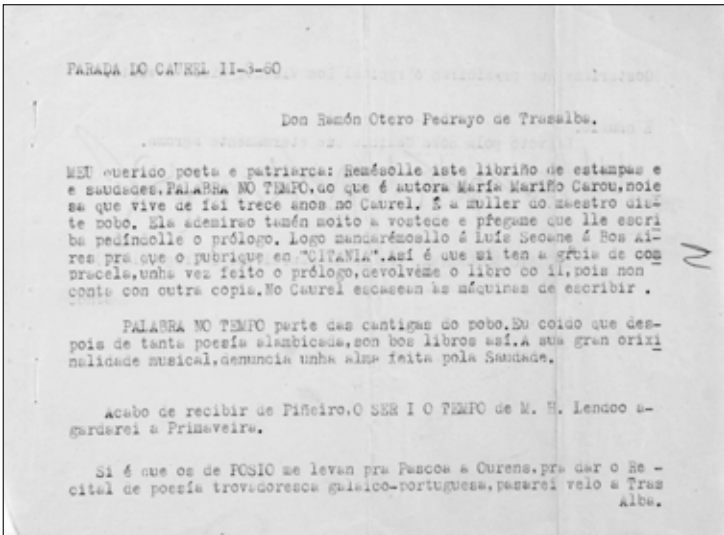 PARADA DO CAUREL II-3-60
Don Ramón Otero Pedrayo de Trasalba.
MEU querido poeta e patriarca: Remésolle iste libriño de estampas e
e saudades, PALABRA NO TEMPO, do que é autora María Mariño Carou, noie
sa que vive de fai trece anos no Caurel. É a muller do maestro dis-
te pobo. Ela ademirao tamén moito a vostede e prégame que lle escri
ba pedíndolle o prólogo. Logo mandarémosllo á Luís Seoane á Bos Ai-
res pra que o pubrique en "CITANIA". Así é que si ten a gracia de com
pracela, unha vez feito o prólogo, devolvéme o libro co il, pois non
conto con outra copia. No Caurel escasean as máquinas de escribir .
PALABRA NO TEMPO parte das cantigas do pobo. Eu coido que des-
pois de tanta poesía alambicada, son bos libros así. A sua gran orixi
nalidade musical, denuncia unha alma feita pola Saudade.
Acabo de recibir de Piñeiro, O SER I O TEMPO de M. H. Lendoo a-
gardarei a Primaveira.
Si é que os de POSIO me levan pra Pascoa a Ourens, pra dar o Re -
cital de poesía trovadoresca galaico-portuguesa, pasarei velo a Tras
Alba.